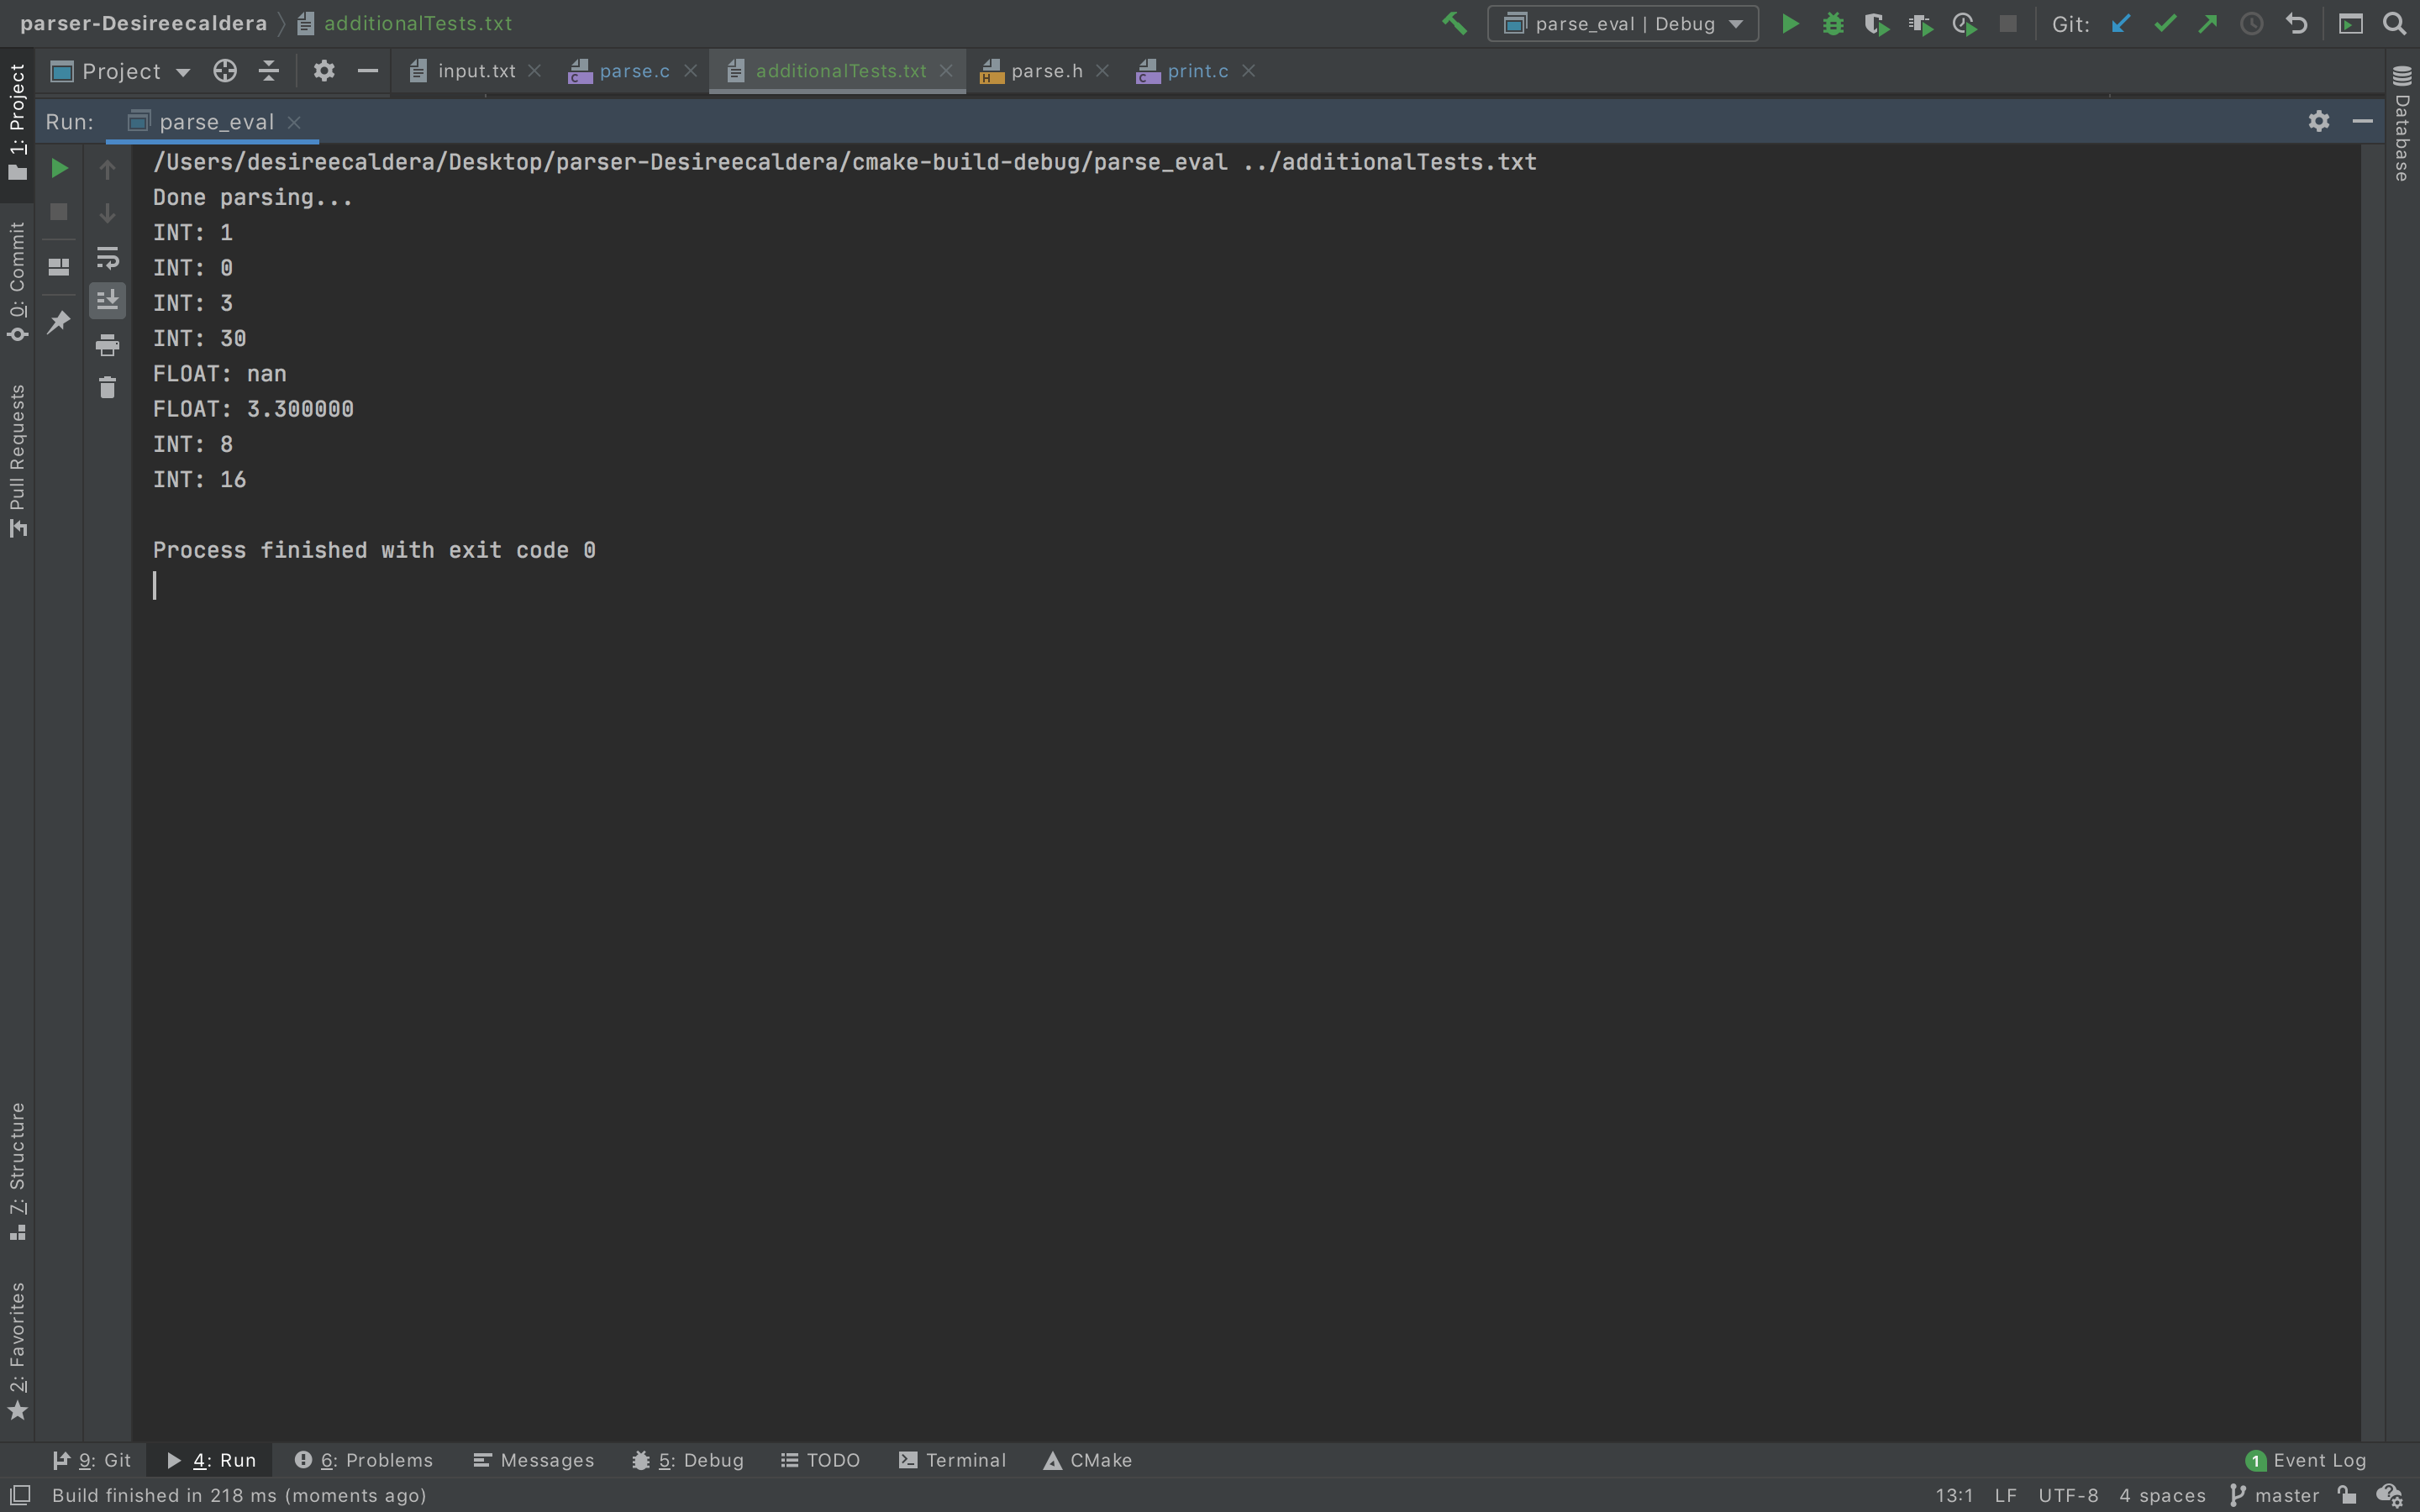 parser-Desireecaldera additionalTests.txt parse_eval | Debug Git:
Project input.txt parse.c additionalTests.txt parse.h print.c
Run: parse_eval
/Users/desireecaldera/Desktop/parser-Desireecaldera/cmake-build-debug/parse_eval ../additionalTests.txt
Done parsing...
INT: 1
INT: 0
INT: 3
INT: 30
FLOAT: nan
FLOAT: 3.300000
INT: 8
INT: 16
Process finished with exit code 0
1: Project
0: Commit
Pull Requests
7: Structure
2: Favorites
Database
9: Git 4: Run 6: Problems Messages 5: Debug TODO Terminal CMake 1 Event Log
Build finished in 218 ms (moments ago) 13:1 LF UTF-8 4 spaces master